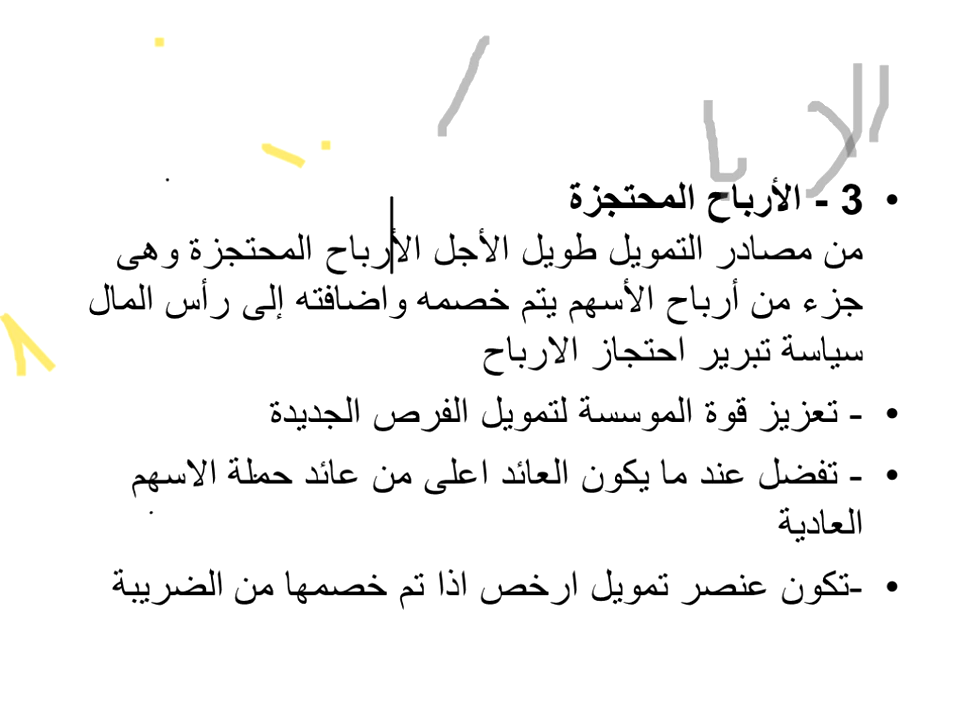 • 3 - الأرباح المحتجزة
من مصادر التمويل طويل الأجل الأرباح المحتجزة وهى
جزء من أرباح الأسهم يتم خصمه واضافته إلى رأس المال
سياسة تبرير احتجاز الارباح
• - تعزيز قوة الموسسة لتمويل الفرص الجديدة
• - تفضل عند ما يكون العائد اعلى من عائد حملة الاسهم
العادية
• -تكون عنصر تمويل ارخص اذا تم خصمها من الضريبة